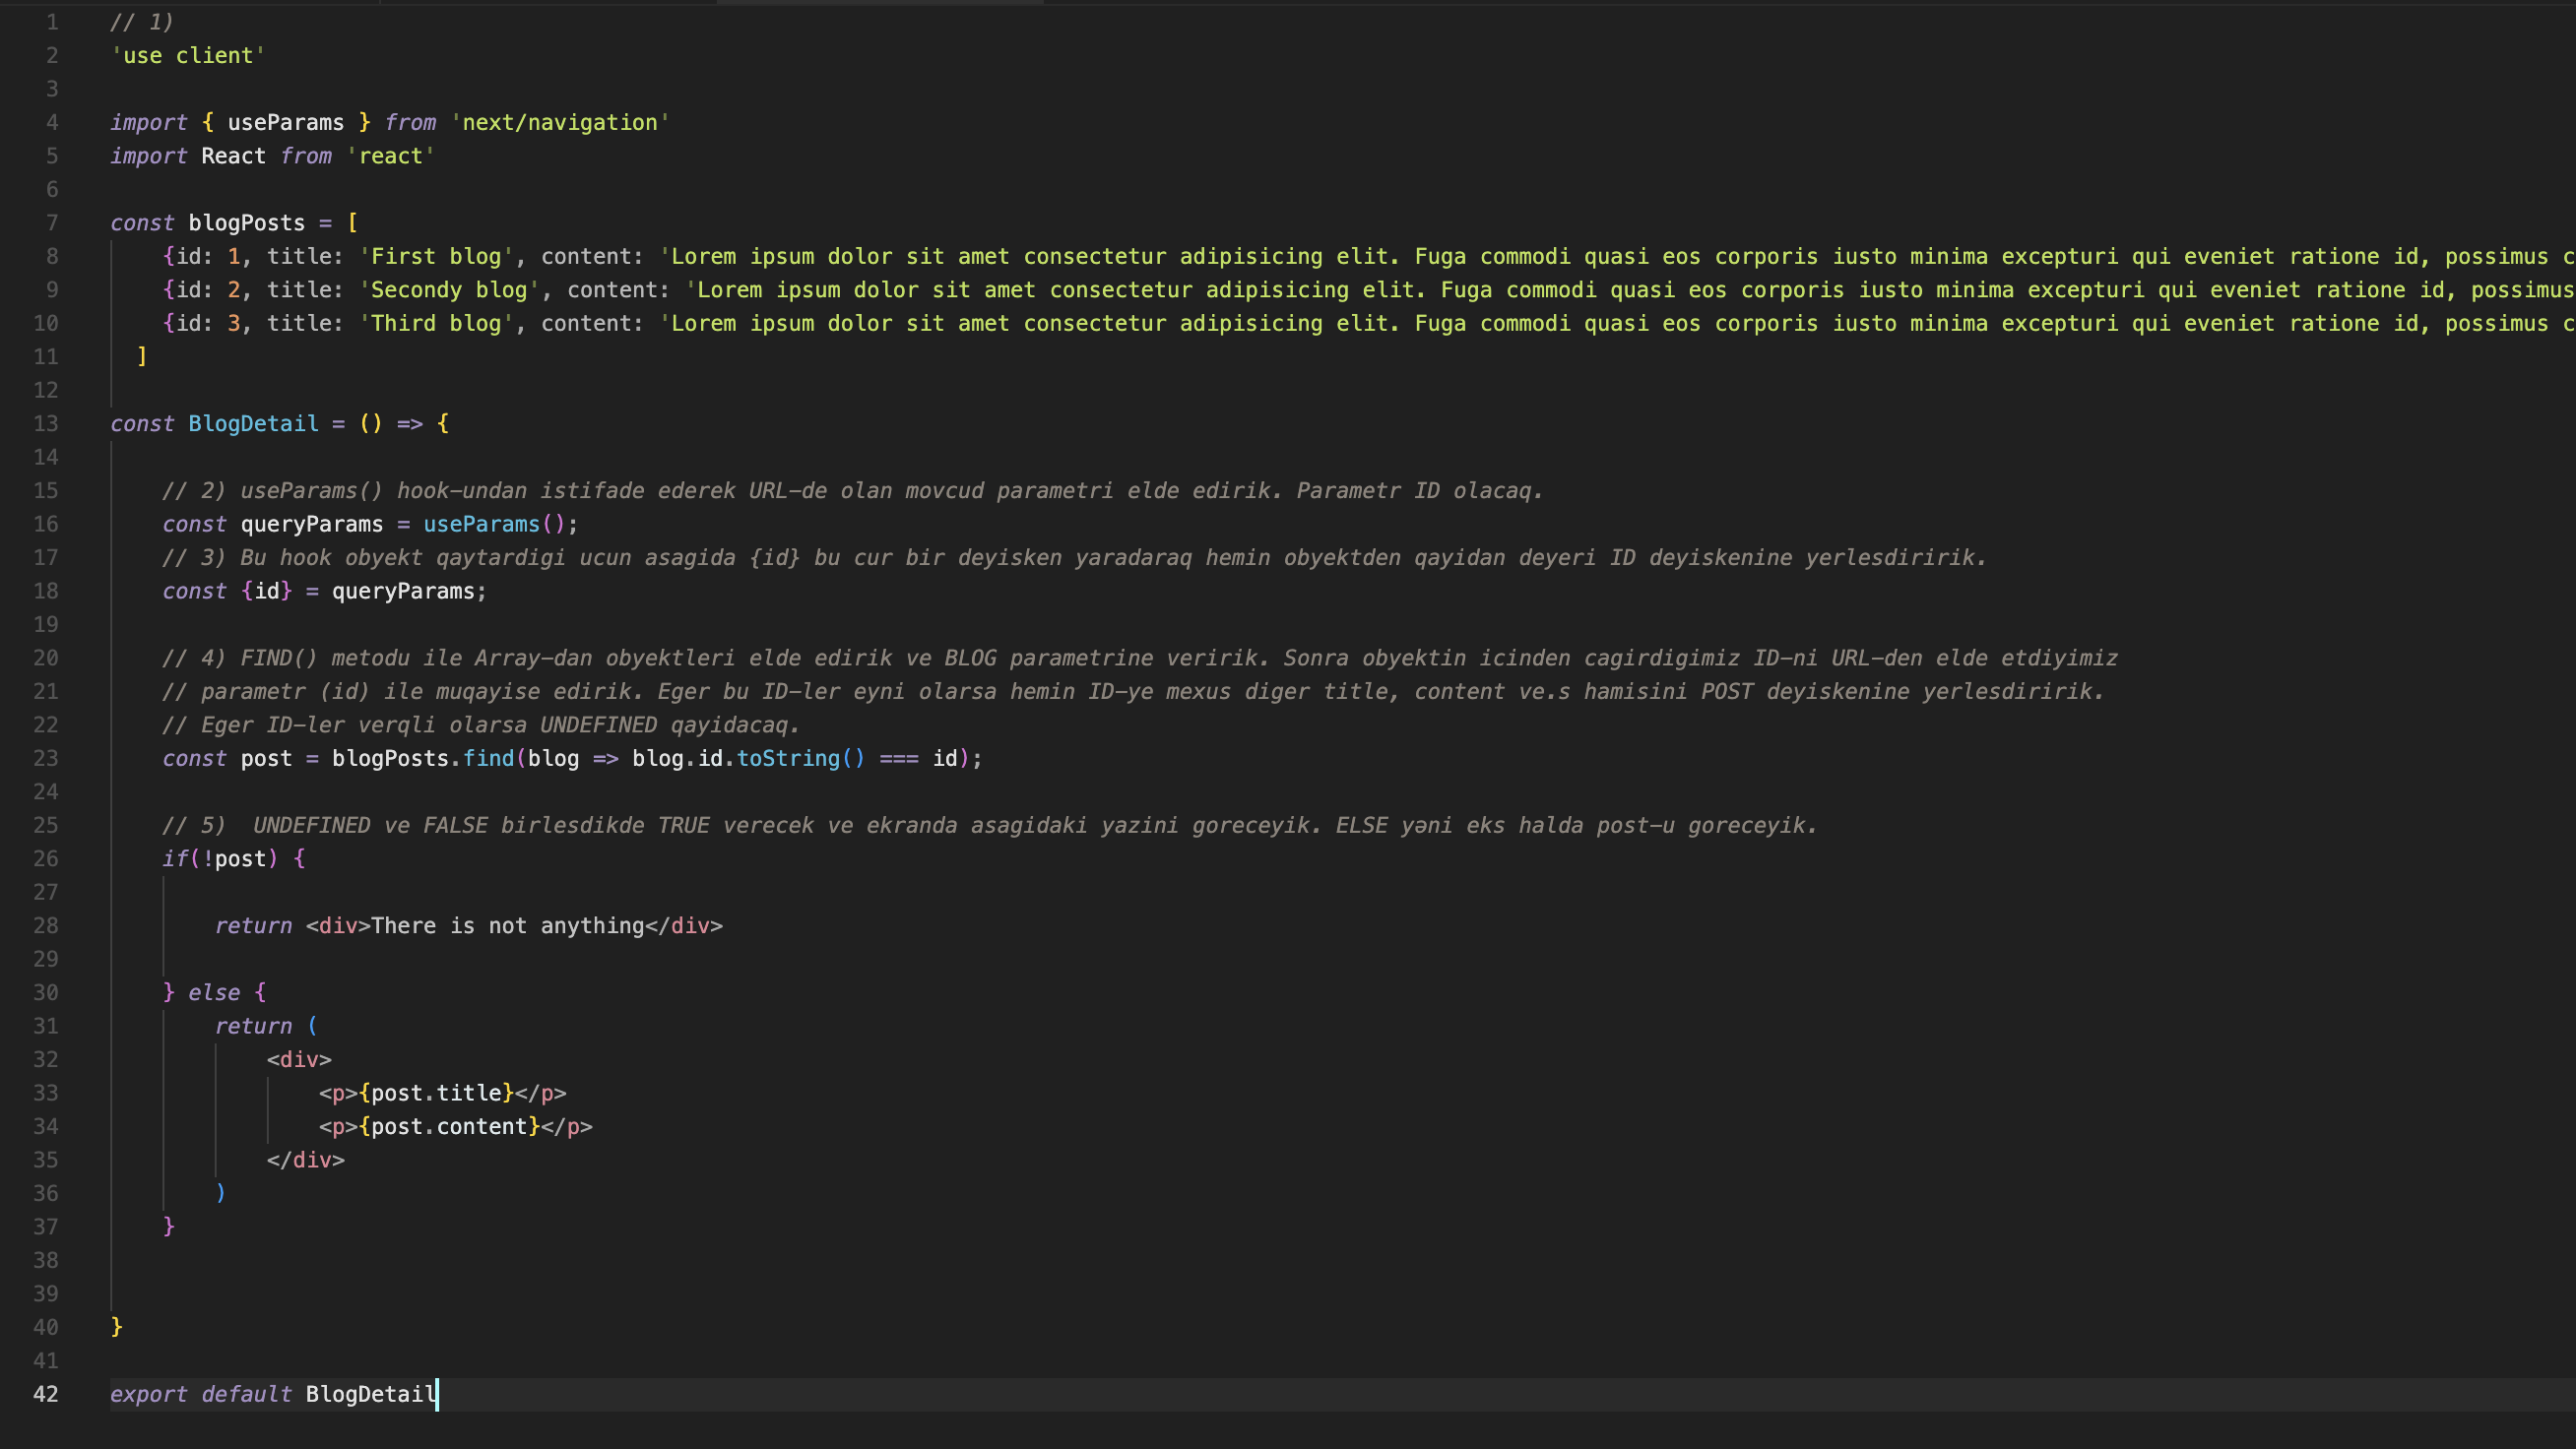 1 // 1)
2 'use client'
3
4 import { useParams } from 'next/navigation'
5 import React from 'react'
6
7 const blogPosts = [
8 {id: 1, title: 'First blog', content: 'Lorem ipsum dolor sit amet consectetur adipisicing elit. Fuga commodi quasi eos corporis iusto minima excepturi qui eveniet ratione id, possimus c
9 {id: 2, title: 'Secondy blog', content: 'Lorem ipsum dolor sit amet consectetur adipisicing elit. Fuga commodi quasi eos corporis iusto minima excepturi qui eveniet ratione id, possimus
10 {id: 3, title: 'Third blog', content: 'Lorem ipsum dolor sit amet consectetur adipisicing elit. Fuga commodi quasi eos corporis iusto minima excepturi qui eveniet ratione id, possimus c
11 ]
12
13 const BlogDetail = () => {
14
15 // 2) useParams() hook-undan istifade ederek URL-de olan movcud parametri elde edirik. Parametr ID olacaq.
16 const queryParams = useParams();
17 // 3) Bu hook obyekt qaytardigi ucun asagida {id} bu cur bir deyisken yaradaraq hemin obyektden qayidan deyeri ID deyiskenine yerlesdiririk.
18 const {id} = queryParams;
19
20 // 4) FIND() metodu ile Array-dan obyektleri elde edirik ve BLOG parametrine veririk. Sonra obyektin icinden cagirdigimiz ID-ni URL-den elde etdiyimiz
21 // parametr (id) ile muqayise edirik. Eger bu ID-ler eyni olarsa hemin ID-ye mexus diger title, content ve.s hamisini POST deyiskenine yerlesdiririk.
22 // Eger ID-ler verqli olarsa UNDEFINED qayidacaq.
23 const post = blogPosts.find(blog => blog.id.toString() === id);
24
25 // 5)  UNDEFINED ve FALSE birlesdikde TRUE verecek ve ekranda asagidaki yazini goreceyik. ELSE yəni eks halda post-u goreceyik.
26 if(!post) {
27
28 return <div>There is not anything</div>
29
30 } else {
31 return (
32 <div>
33 <p>{post.title}</p>
34 <p>{post.content}</p>
35 </div>
36 )
37 }
38
39
40 }
41
42 export default BlogDetail